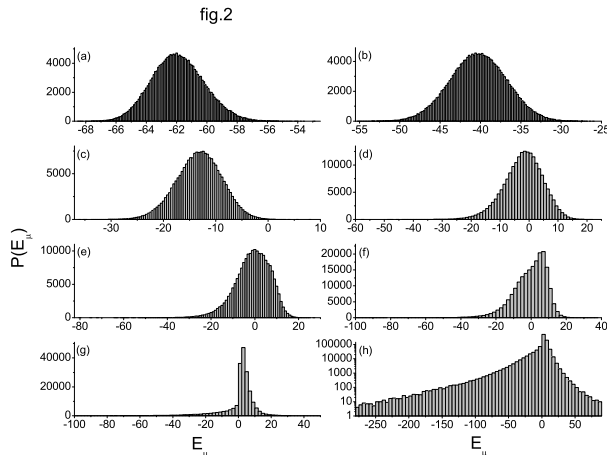 fig.2
(a)
4000
2000
0
-68 -66 -64 -62 -60 -58 -56 -54
(b)
4000
2000
0
-55 -50 -45 -40 -35 -30 -25
(c)
5000
0
-30 -20 -10 0 10
(d)
10000
5000
0
-60 -50 -40 -30 -20 -10 0 10 20
P(Eμ)
(e)
10000
5000
0
-80 -60 -40 -20 0 20
(f)
20000
15000
10000
5000
0
-100 -80 -60 -40 -20 0 20 40
(g)
40000
20000
0
-100 -80 -60 -40 -20 0 20 40
Eμ
(h)
100000
10000
1000
100
10
1
-250 -200 -150 -100 -50 0 50
Eμ